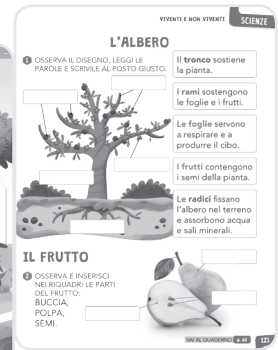 VIVENTI E NON VIVENTI
SCIENZE
L'ALBERO
1 OSSERVA IL DISEGNO, LEGGI LE
PAROLE E SCRIVILE AL POSTO GIUSTO.
Il tronco sostiene
la pianta.
I rami sostengono
le foglie e i frutti.
Le foglie servono
a respirare e a
produrre il cibo.
I frutti contengono
i semi della pianta.
Le radici fissano
l'albero nel terreno
e assorbono acqua
e sali minerali.
IL FRUTTO
2 OSSERVA E INSERISCI
NEI RIQUADRI LE PARTI
DEL FRUTTO:
BUCCIA,
POLPA,
SEMI.
VAI AL QUADERNO p. 60
121